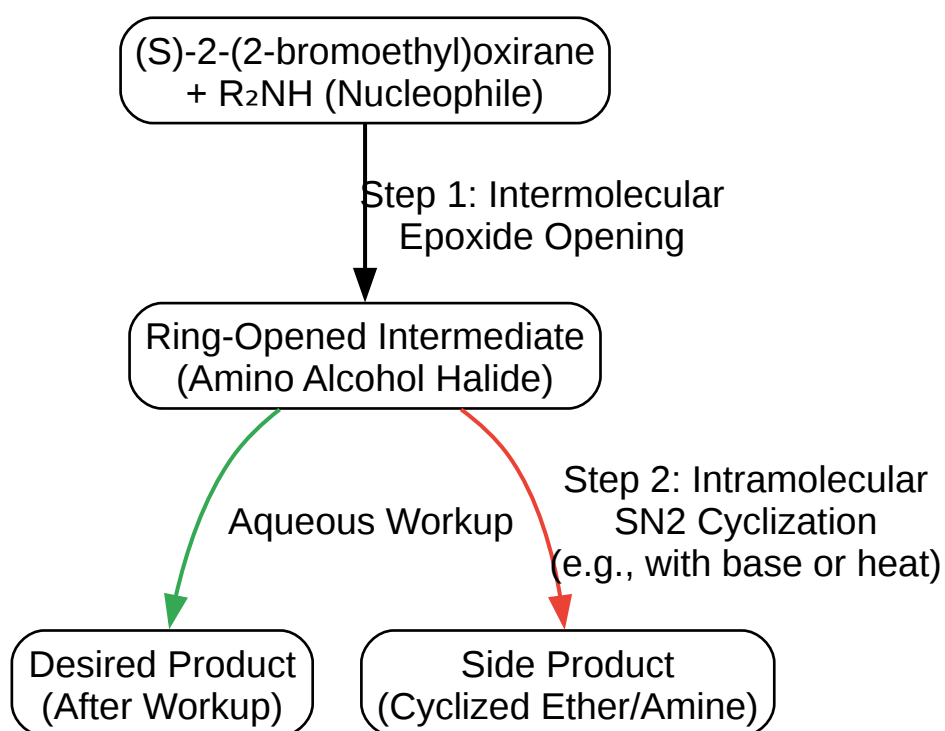 (S)-2-(2-bromoethyl)oxirane
+ R₂NH (Nucleophile)
Step 1: Intermolecular
Epoxide Opening
Ring-Opened Intermediate
(Amino Alcohol Halide)
Aqueous Workup
Step 2: Intramolecular
SN2 Cyclization
(e.g., with base or heat)
Desired Product
(After Workup)
Side Product
(Cyclized Ether/Amine)